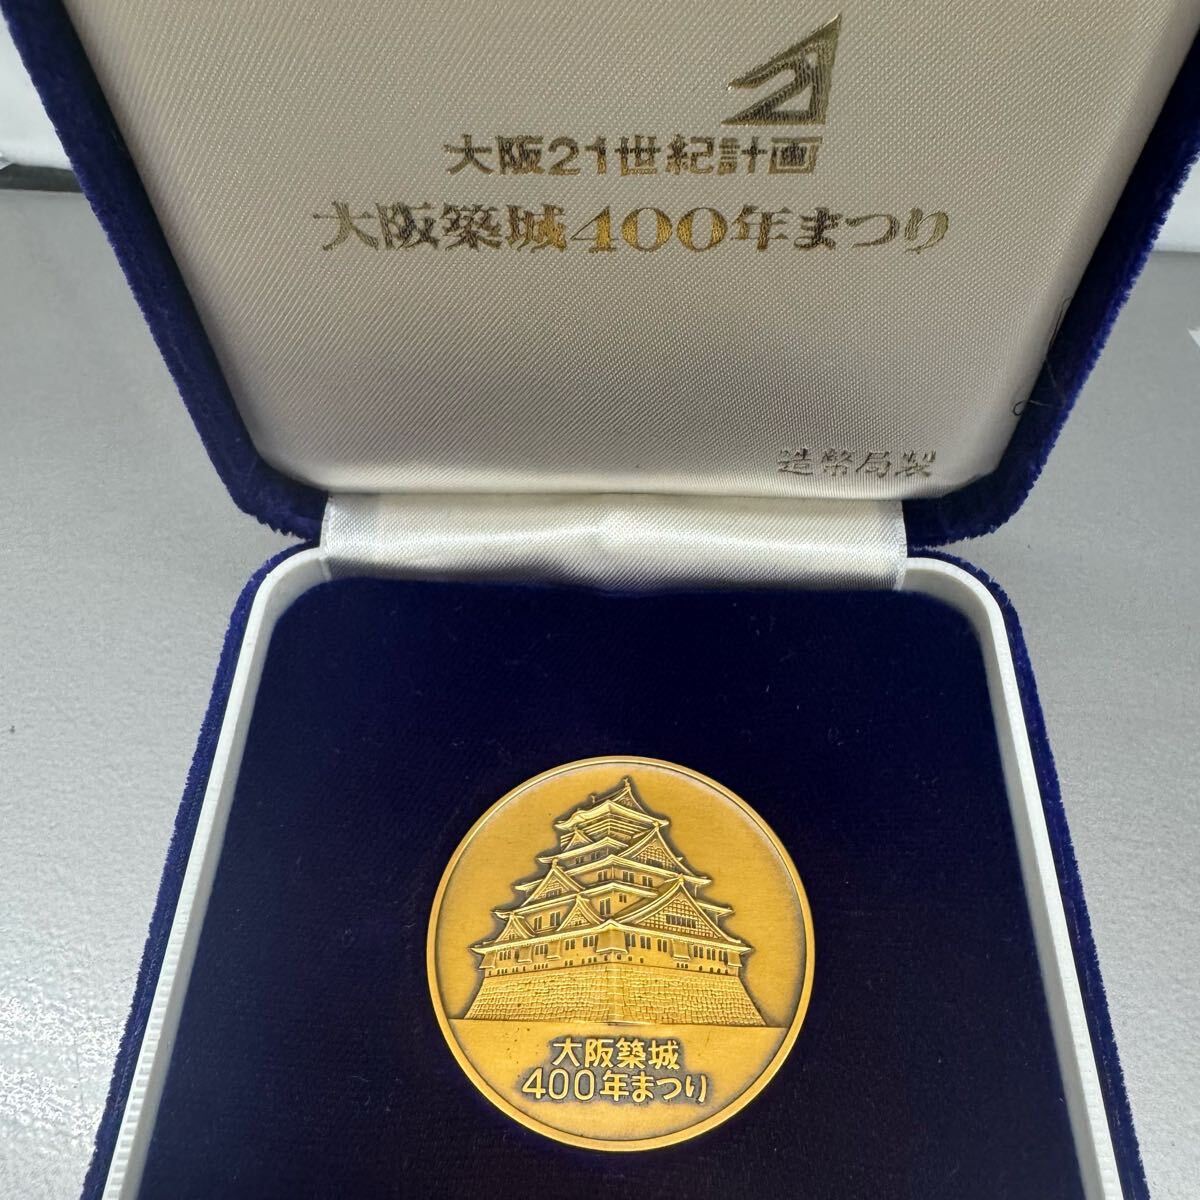 21
大阪21世紀計画
大阪築城400年まつり
造幣局製
大阪築城
400年まつり